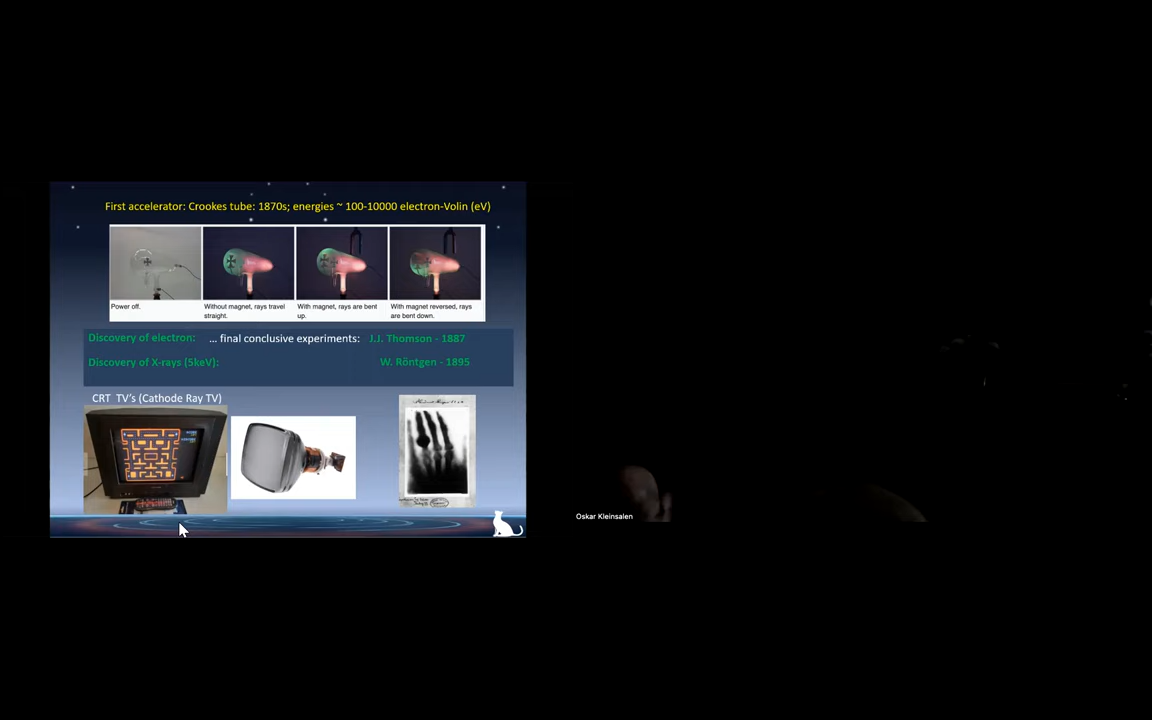 First accelerator: Crookes tube: 1870s; energies ~ 100-10000 electron-Volin (eV)
Power off.
Without magnet, rays travel
straight.
With magnet, rays are bent
up.
With magnet reversed, rays
are bent down.
Discovery of electron: ... final conclusive experiments: J.J. Thomson - 1887
Discovery of X-rays (5keV): W. Röntgen - 1895
CRT TV's (Cathode Ray TV)
Oskar Kleinsalen